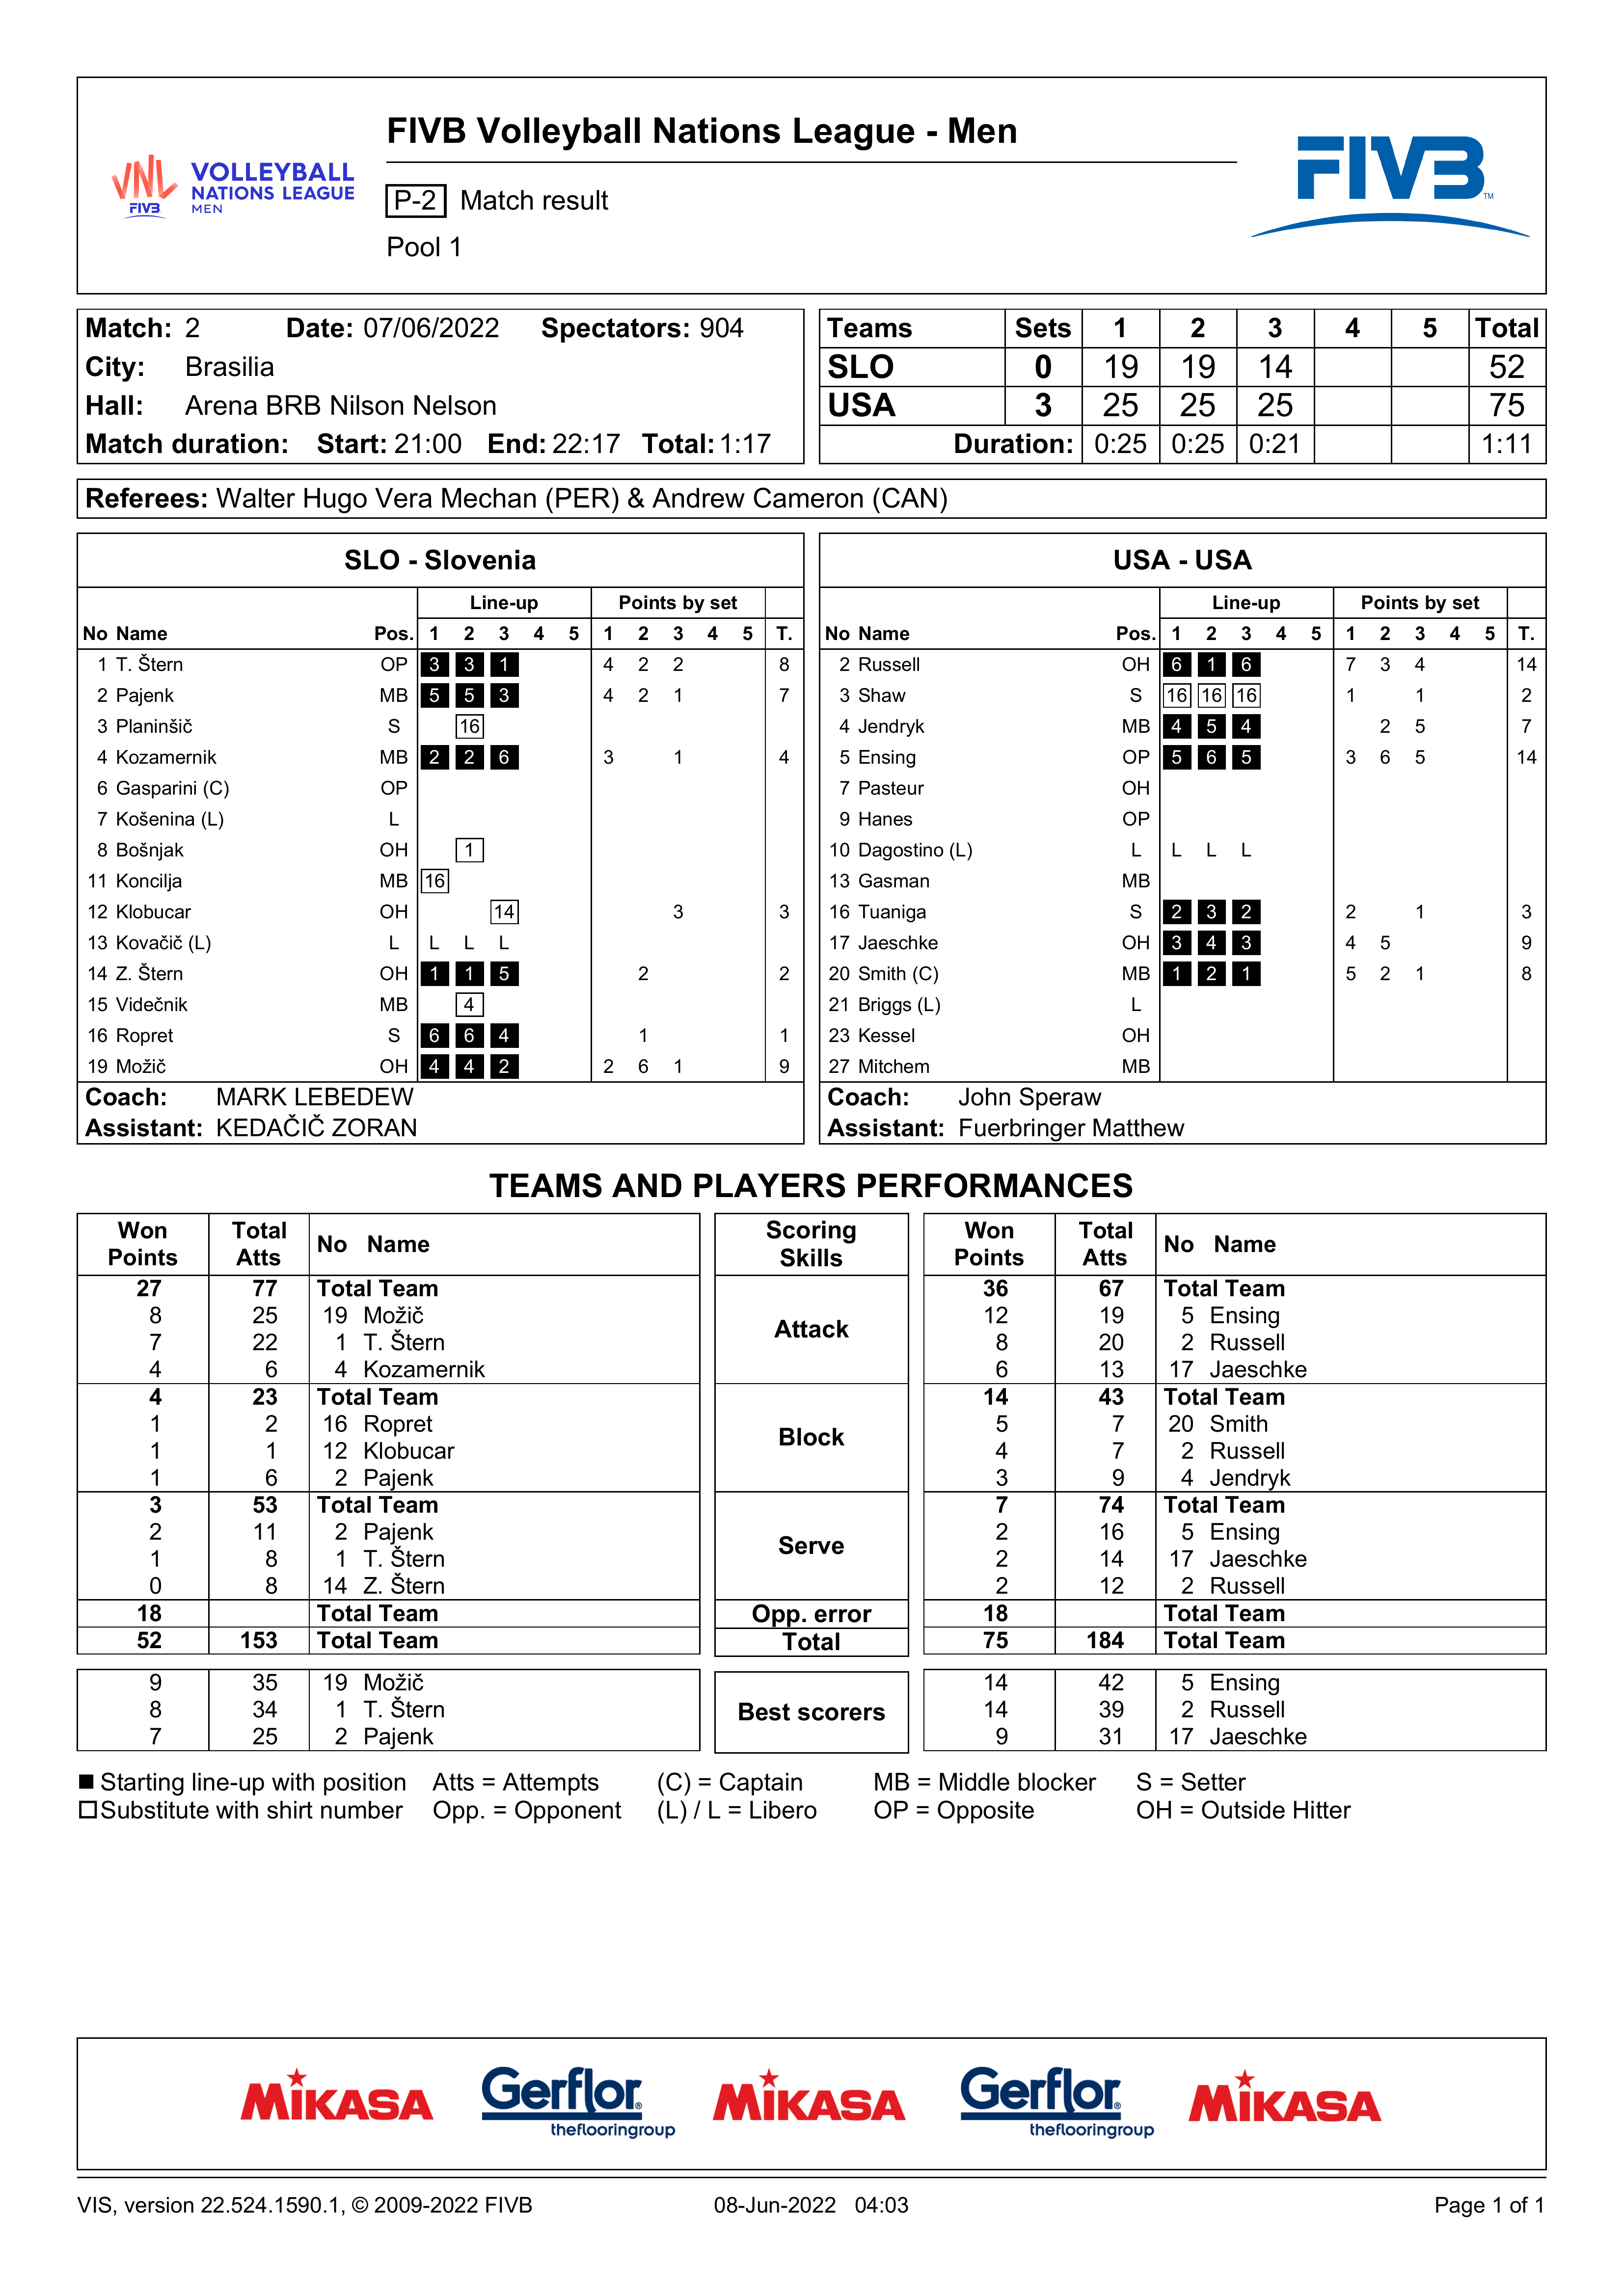 FIVB Volleyball Nations League - Men
VNL FIVB VOLLEYBALL NATIONS LEAGUE MEN
P-2 Match result
Pool 1
FIVB TM
Match: 2 Date: 07/06/2022 Spectators: 904
City: Brasilia
Hall: Arena BRB Nilson Nelson
Match duration: Start: 21:00 End: 22:17 Total: 1:17
Teams Sets 1 2 3 4 5 Total
SLO 0 19 19 14 52
USA 3 25 25 25 75
Duration: 0:25 0:25 0:21 1:11
Referees: Walter Hugo Vera Mechan (PER) & Andrew Cameron (CAN)
SLO - Slovenia
Line-up Points by set
No Name Pos. 1 2 3 4 5 1 2 3 4 5 T.
1 T. Štern OP 3 3 1 4 2 2 8
2 Pajenk MB 5 5 3 4 2 1 7
3 Planinšič S 16
4 Kozamernik MB 2 2 6 3 1 4
6 Gasparini (C) OP
7 Košenina (L) L
8 Bošnjak OH 1
11 Koncilja MB 16
12 Klobucar OH 14 3 3
13 Kovačič (L) L L L L
14 Z. Štern OH 1 1 5 2 2
15 Videčnik MB 4
16 Ropret S 6 6 4 1 1
19 Možič OH 4 4 2 2 6 1 9
Coach: MARK LEBEDEW
Assistant: KEDAČIČ ZORAN
USA - USA
Line-up Points by set
No Name Pos. 1 2 3 4 5 1 2 3 4 5 T.
2 Russell OH 6 1 6 7 3 4 14
3 Shaw S 16 16 16 1 1 2
4 Jendryk MB 4 5 4 2 5 7
5 Ensing OP 5 6 5 3 6 5 14
7 Pasteur OH
9 Hanes OP
10 Dagostino (L) L L L L
13 Gasman MB
16 Tuaniga S 2 3 2 2 1 3
17 Jaeschke OH 3 4 3 4 5 9
20 Smith (C) MB 1 2 1 5 2 1 8
21 Briggs (L) L
23 Kessel OH
27 Mitchem MB
Coach: John Speraw
Assistant: Fuerbringer Matthew
TEAMS AND PLAYERS PERFORMANCES
Won Points Total Atts No Name Scoring Skills Won Points Total Atts No Name
27 77 Total Team Attack 36 67 Total Team
8 25 19 Možič 12 19 5 Ensing
7 22 1 T. Štern 8 20 2 Russell
4 6 4 Kozamernik 6 13 17 Jaeschke
4 23 Total Team Block 14 43 Total Team
1 2 16 Ropret 5 7 20 Smith
1 1 12 Klobucar 4 7 2 Russell
1 6 2 Pajenk 3 9 4 Jendryk
3 53 Total Team Serve 7 74 Total Team
2 11 2 Pajenk 2 16 5 Ensing
1 8 1 T. Štern 2 14 17 Jaeschke
0 8 14 Z. Štern 2 12 2 Russell
18 Total Team Opp. error 18 Total Team
52 153 Total Team Total 75 184 Total Team
9 35 19 Možič Best scorers 14 42 5 Ensing
8 34 1 T. Štern 14 39 2 Russell
7 25 2 Pajenk 9 31 17 Jaeschke
Starting line-up with position Atts = Attempts (C) = Captain MB = Middle blocker S = Setter
Substitute with shirt number Opp. = Opponent (L) / L = Libero OP = Opposite OH = Outside Hitter
MIKASA Gerflor® theflooringgroup MIKASA Gerflor® theflooringgroup MIKASA
VIS, version 22.524.1590.1, © 2009-2022 FIVB 08-Jun-2022 04:03 Page 1 of 1